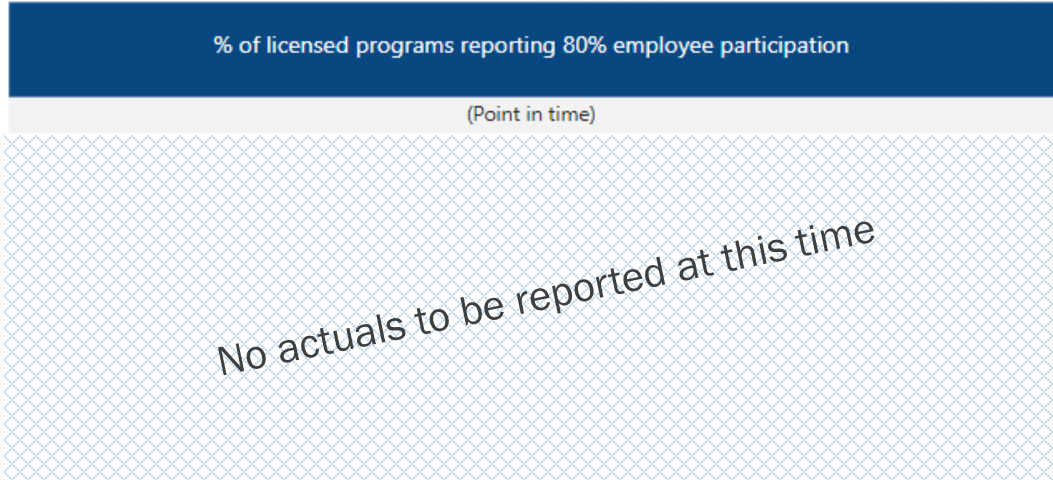 % of licensed programs reporting 80% employee participation
(Point in time)
No actuals to be reported at this time